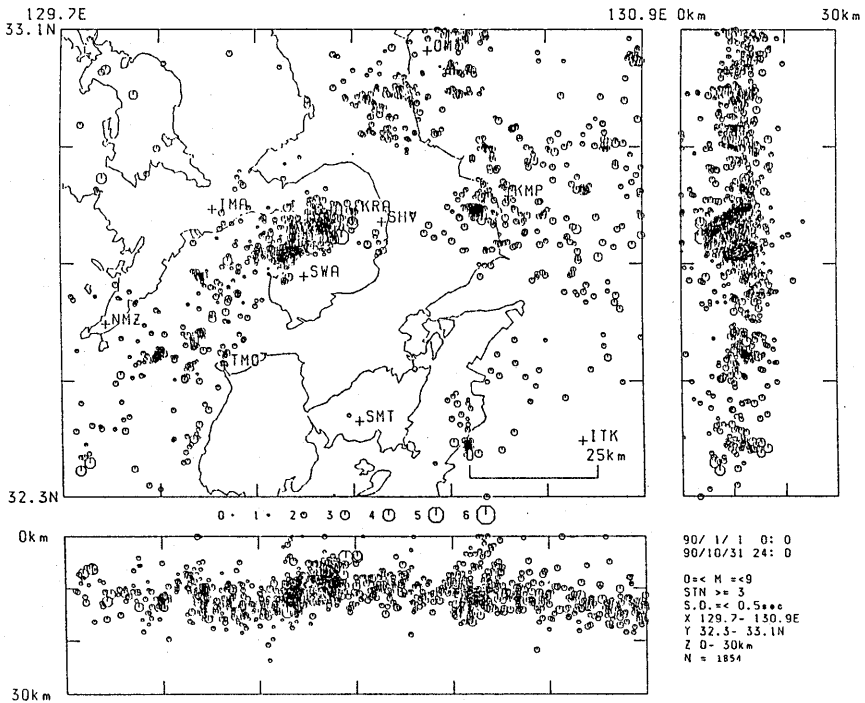 129.7E
130.9E 0km 30km
33.1N
KMP
IMA
KRA
SHV
SWA
NMZ
TMO
SMT
ITK
25km
32.3N
0 1 2 3 4 5 6
0km
30km
90/ 1/ 1 0: 0
90/10/31 24: 0
0=< M =<9
STN >= 3
S.D.=< 0.5sec
X 129.7- 130.9E
Y 32.3- 33.1N
Z 0- 30km
N = 1854